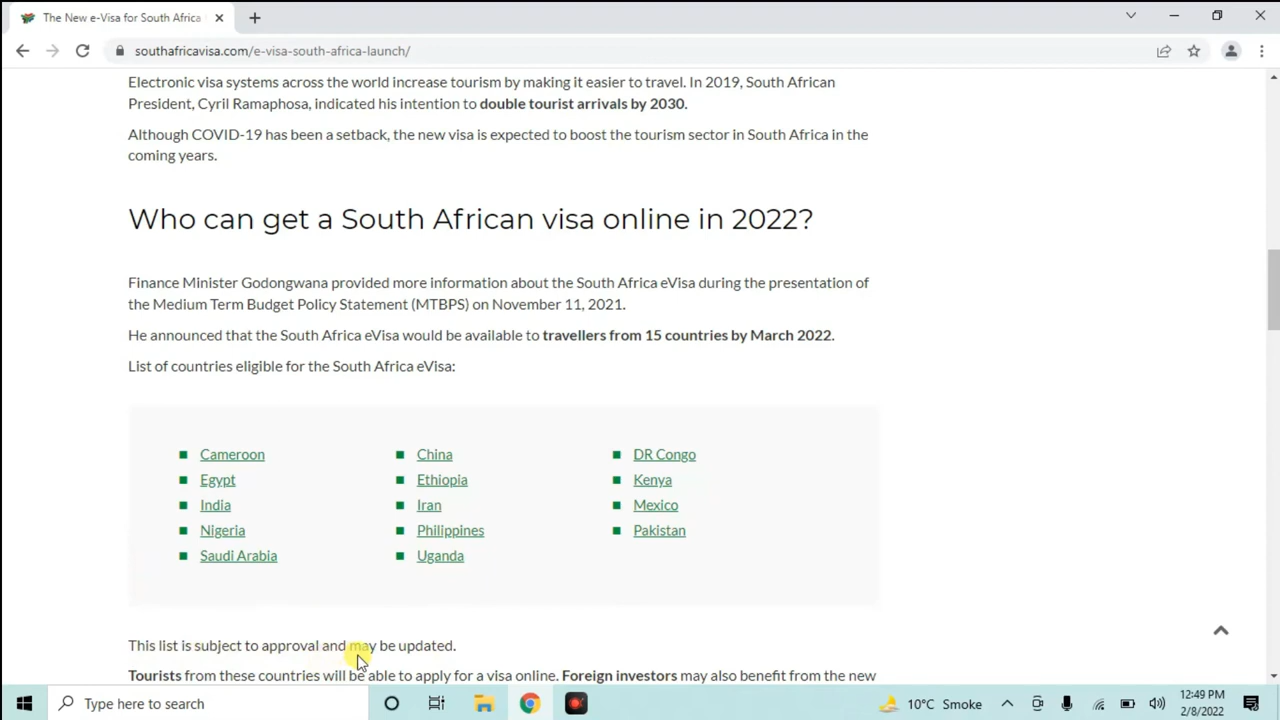 The New e-Visa for South Africa
southafricavisa.com/e-visa-south-africa-launch/
Electronic visa systems across the world increase tourism by making it easier to travel. In 2019, South African
President, Cyril Ramaphosa, indicated his intention to double tourist arrivals by 2030.
Although COVID-19 has been a setback, the new visa is expected to boost the tourism sector in South Africa in the
coming years.
Who can get a South African visa online in 2022?
Finance Minister Godongwana provided more information about the South Africa eVisa during the presentation of
the Medium Term Budget Policy Statement (MTBPS) on November 11, 2021.
He announced that the South Africa eVisa would be available to travellers from 15 countries by March 2022.
List of countries eligible for the South Africa eVisa:
Cameroon China DR Congo
Egypt Ethiopia Kenya
India Iran Mexico
Nigeria Philippines Pakistan
Saudi Arabia Uganda
This list is subject to approval and may be updated.
Tourists from these countries will be able to apply for a visa online. Foreign investors may also benefit from the new
Type here to search
10°C Smoke
12:49 PM
2/8/2022